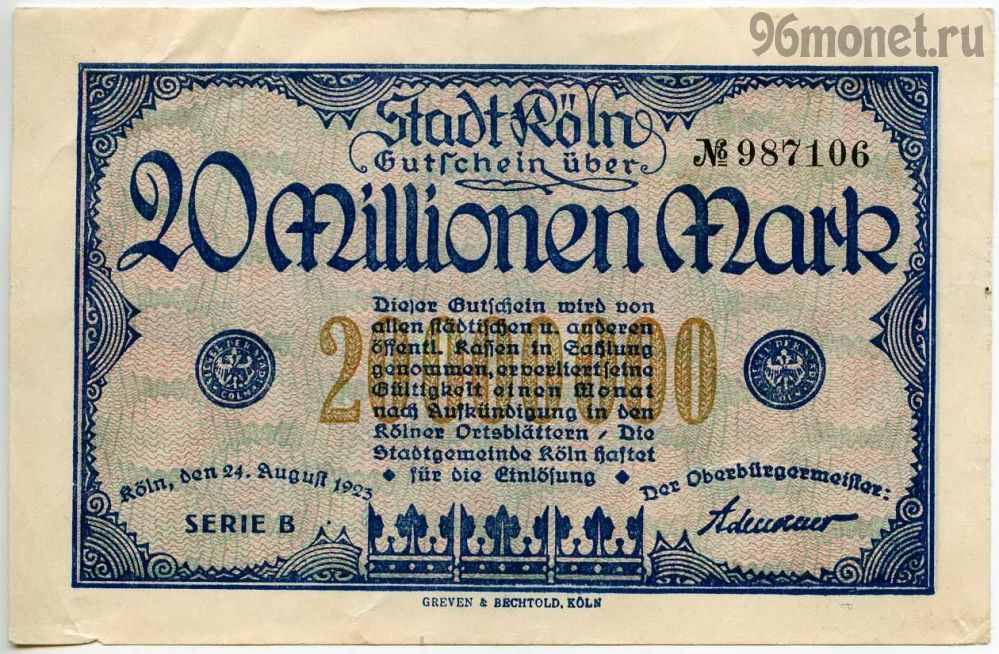 96monet.ru
Stadt Köln
Gutschein über
№ 987106
20 Millionen Mark
20000000
Dieser Gutschein wird von
allen städtischen u. anderen
öffentl. Kassen in Zahlung
genommen, er verliert seine
Gültigkeit einen Monat
nach Aufkündigung in den
Kölner Ortsblättern / Die
Stadtgemeinde Köln haftet
◆ für die Einlösung ◆
Köln, den 24. August 1923
Der Oberbürgermeister:
SERIE B
Adenauer
GREVEN & BECHTOLD, KÖLN